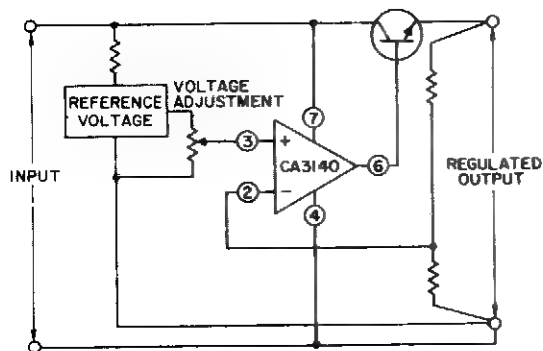 VOLTAGE
ADJUSTMENT
REFERENCE
VOLTAGE
7
3
+
CA3140
6
INPUT
2
−
4
REGULATED
OUTPUT